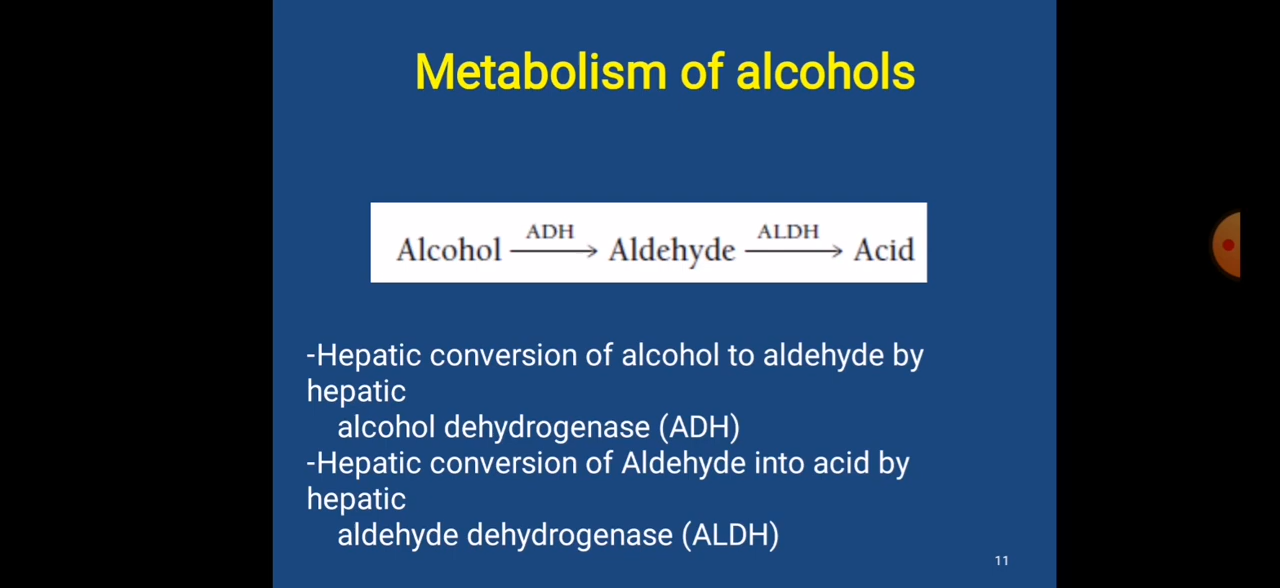 Metabolism of alcohols
Alcohol ADH Aldehyde ALDH Acid
-Hepatic conversion of alcohol to aldehyde by
hepatic
alcohol dehydrogenase (ADH)
-Hepatic conversion of Aldehyde into acid by
hepatic
aldehyde dehydrogenase (ALDH)
11